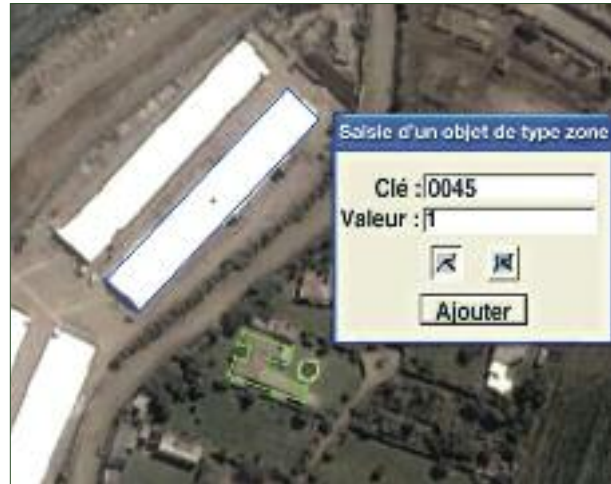 Saisie d'un objet de type zone
Clé : 0045
Valeur : 1
Ajouter